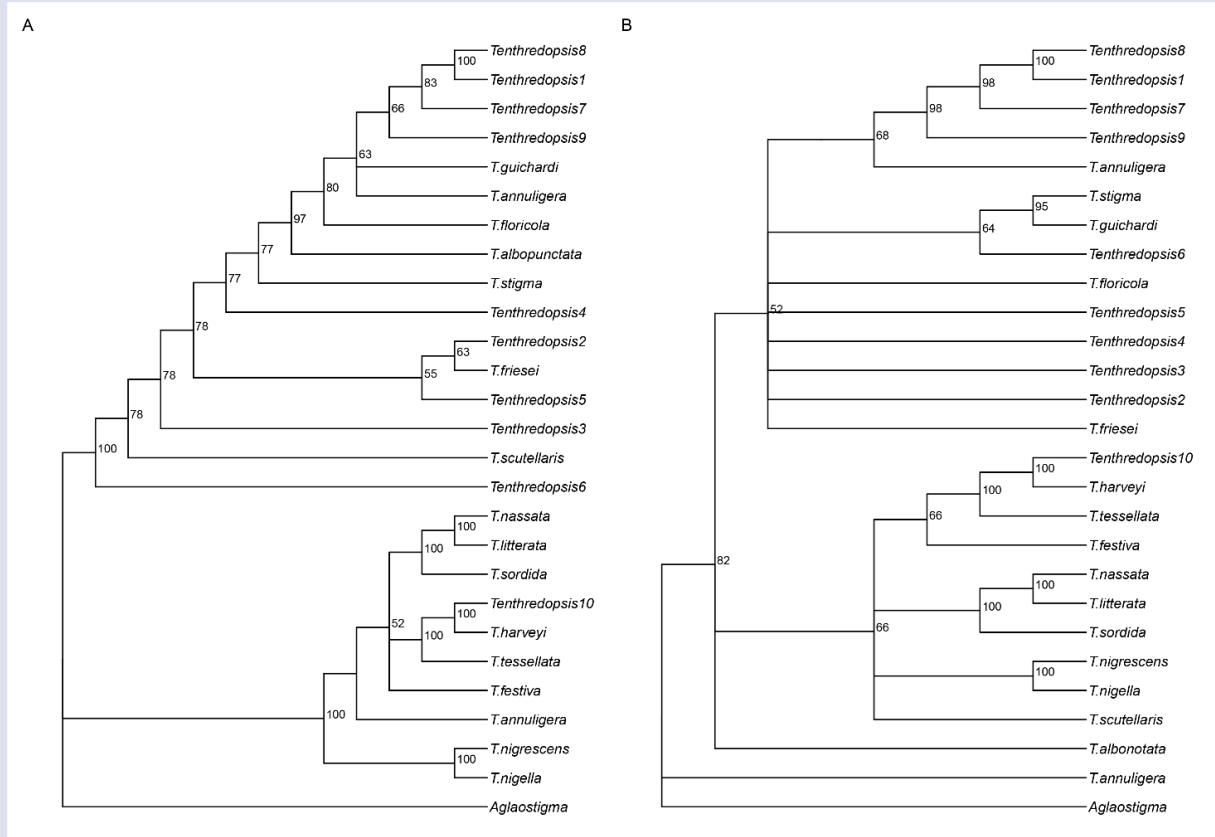 A
Tenthredopsis8
100
Tenthredopsis1
83
Tenthredopsis7
66
Tenthredopsis9
63
T.guichardi
80
T.annuligera
97
T.floricola
77
T.albopunctata
77
T.stigma
78
Tenthredopsis4
78
Tenthredopsis2
63
T.friesei
55
Tenthredopsis5
78
Tenthredopsis3
100
T.scutellaris
Tenthredopsis6
T.nassata
100
T.litterata
100
T.sordida
Tenthredopsis10
100
52
T.harveyi
100
T.tessellata
T.festiva
100
T.annuligera
T.nigrescens
100
T.nigella
Aglaostigma
B
Tenthredopsis8
100
Tenthredopsis1
98
Tenthredopsis7
98
Tenthredopsis9
68
T.annuligera
T.stigma
95
T.guichardi
64
Tenthredopsis6
T.floricola
52
Tenthredopsis5
Tenthredopsis4
Tenthredopsis3
Tenthredopsis2
T.friesei
Tenthredopsis10
100
T.harveyi
100
T.tessellata
66
T.festiva
82
T.nassata
100
T.litterata
100
T.sordida
66
T.nigrescens
100
T.nigella
T.scutellaris
T.albonotata
T.annuligera
Aglaostigma